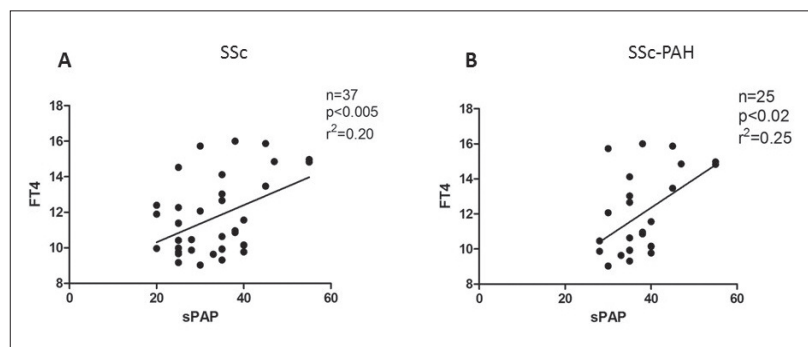 A
SSc
n=37
p<0.005
r²=0.20
FT4
18
16
14
12
10
8
0
20
40
60
sPAP
B
SSc-PAH
n=25
p<0.02
r²=0.25
FT4
18
16
14
12
10
8
0
20
40
60
sPAP